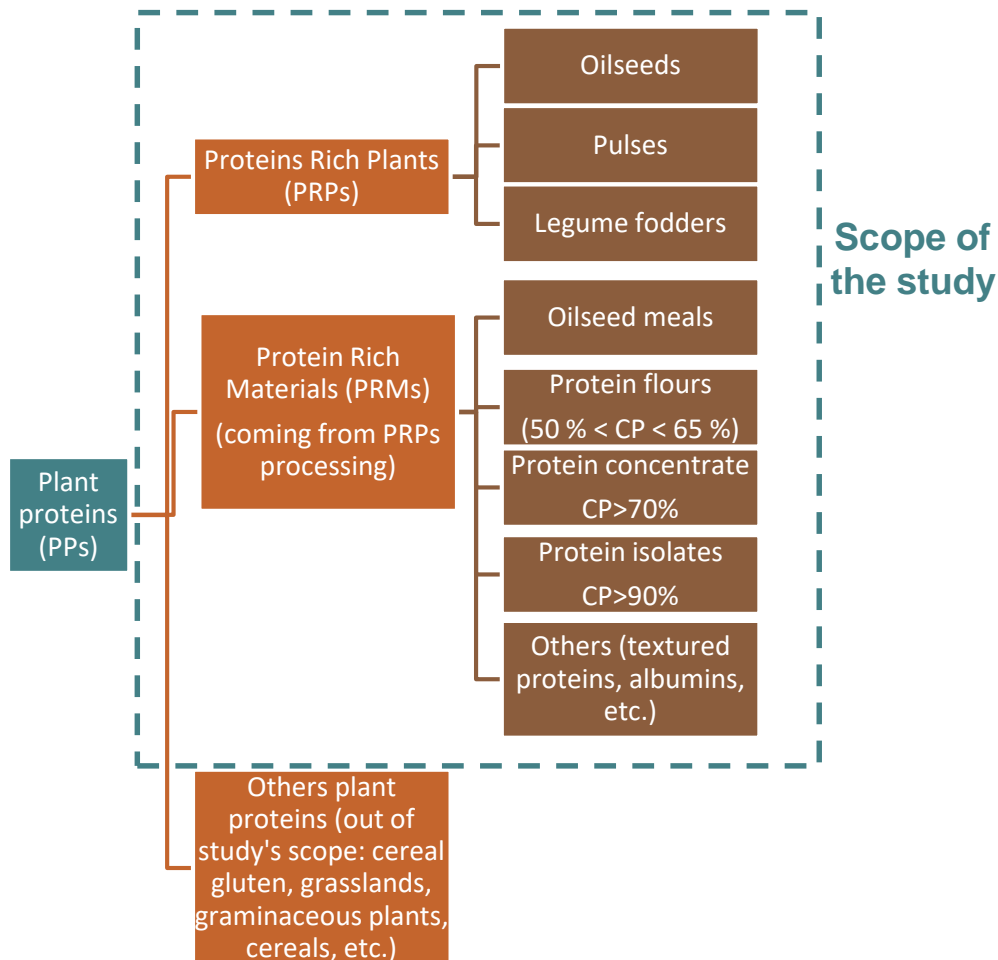 Oilseeds
Proteins Rich Plants
(PRPs)
Pulses
Legume fodders
Scope of
the study
Oilseed meals
Protein Rich
Materials (PRMs)
(coming from PRPs
processing)
Protein flours
(50 % < CP < 65 %)
Protein concentrate
CP>70%
Protein isolates
CP>90%
Others (textured
proteins, albumins,
etc.)
Plant
proteins
(PPs)
Others plant
proteins (out of
study's scope: cereal
gluten, grasslands,
graminaceous plants,
cereals, etc.)